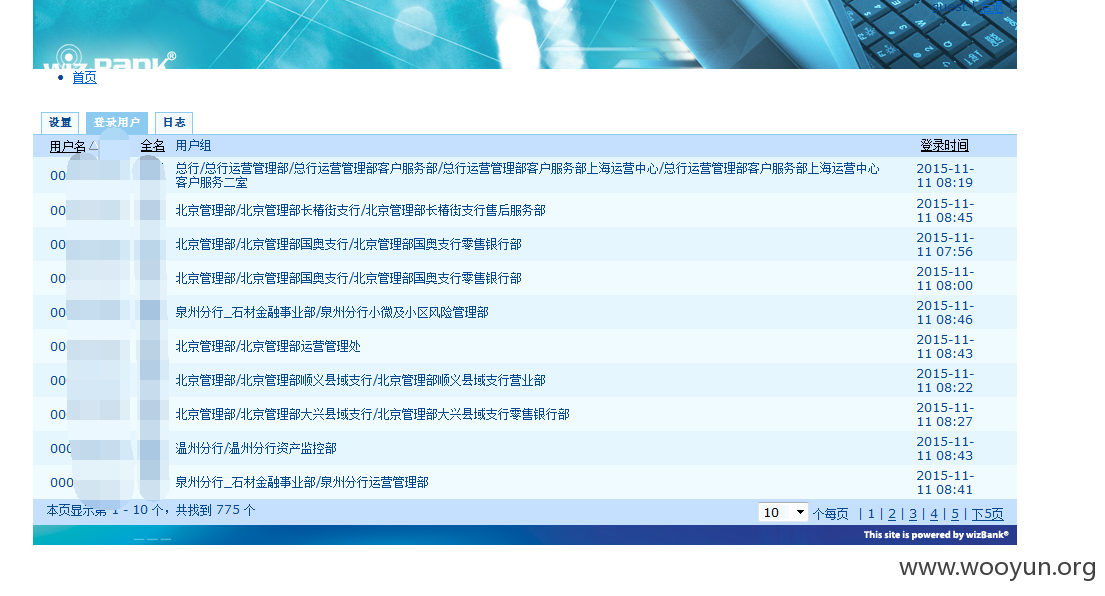 wizBank®
首页
设置 登录用户 日志
用户名 全名 用户组 登录时间
00 总行/总行运营管理部/总行运营管理部客户服务部/总行运营管理部客户服务部上海运营中心/总行运营管理部客户服务部上海运营中心 2015-11-
客户服务二室 11 08:19
00 北京管理部/北京管理部长椿街支行/北京管理部长椿街支行售后服务部 2015-11-
11 08:45
00 北京管理部/北京管理部国奥支行/北京管理部国奥支行零售银行部 2015-11-
11 07:56
00 北京管理部/北京管理部国奥支行/北京管理部国奥支行零售银行部 2015-11-
11 08:00
00 泉州分行_石材金融事业部/泉州分行小微及小区风险管理部 2015-11-
11 08:46
00 北京管理部/北京管理部运营管理处 2015-11-
11 08:43
00 北京管理部/北京管理部顺义县域支行/北京管理部顺义县域支行营业部 2015-11-
11 08:22
00 北京管理部/北京管理部大兴县域支行/北京管理部大兴县域支行零售银行部 2015-11-
11 08:27
00 温州分行/温州分行资产监控部 2015-11-
11 08:43
000 泉州分行_石材金融事业部/泉州分行运营管理部 2015-11-
11 08:41
本页显示第 1 - 10 个，共找到 775 个 10 个每页 | 1 | 2 | 3 | 4 | 5 | 下5页
This site is powered by wizBank®
www.wooyun.org